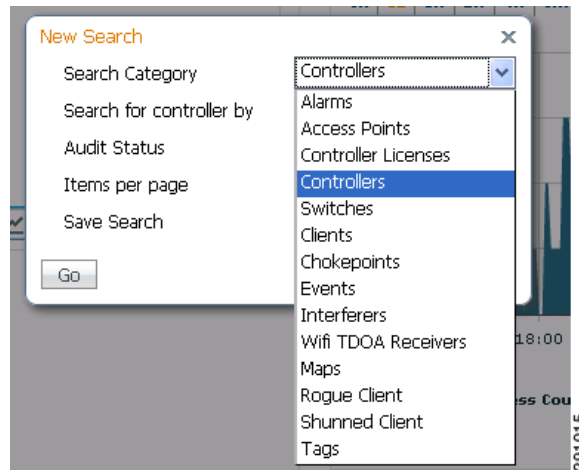 New Search
Search Category Controllers
Search for controller by
Audit Status
Items per page
Save Search
Go
Alarms
Access Points
Controller Licenses
Controllers
Switches
Clients
Chokepoints
Events
Interferers
Wifi TDOA Receivers
Maps
Rogue Client
Shunned Client
Tags
18:00
ess Cou